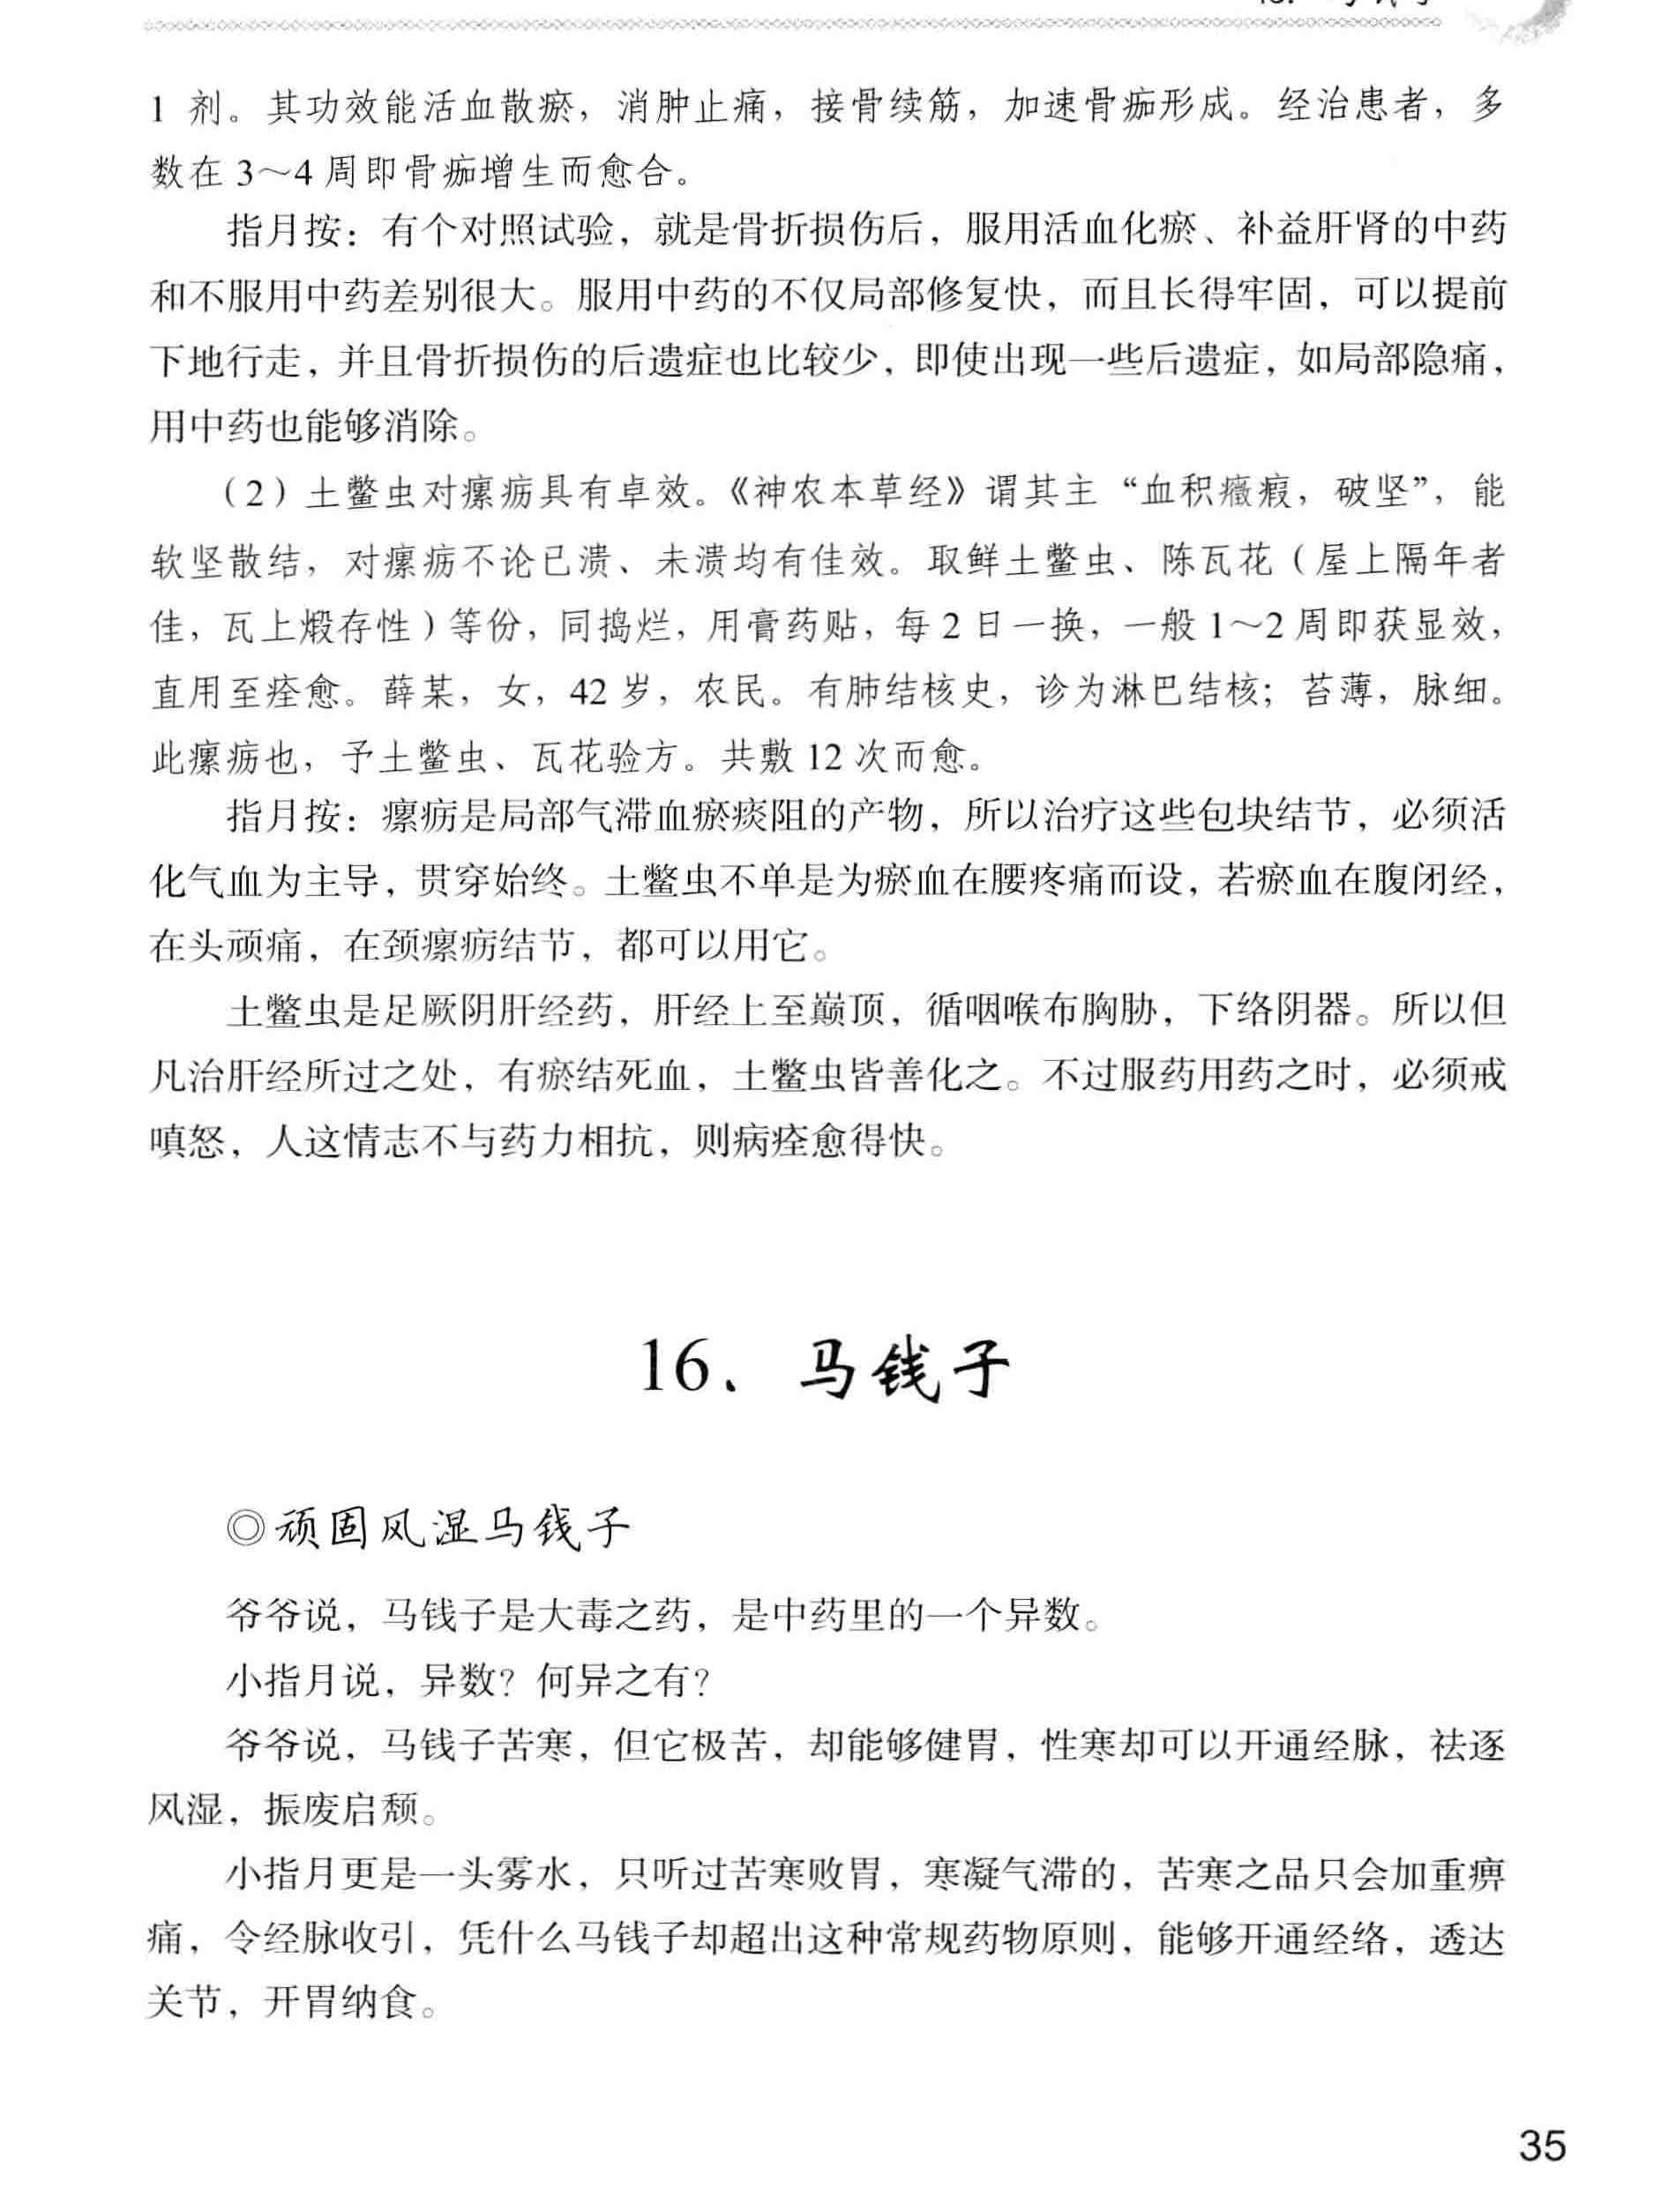 1 剂。其功效能活血散瘀，消肿止痛，接骨续筋，加速骨痂形成。经治患者，多
数在 3～4 周即骨痂增生而愈合。
指月按：有个对照试验，就是骨折损伤后，服用活血化瘀、补益肝肾的中药
和不服用中药差别很大。服用中药的不仅局部修复快，而且长得牢固，可以提前
下地行走，并且骨折损伤的后遗症也比较少，即使出现一些后遗症，如局部隐痛，
用中药也能够消除。
（2）土鳖虫对瘰疬具有卓效。《神农本草经》谓其主“血积癥瘕，破坚”，能
软坚散结，对瘰疬不论已溃、未溃均有佳效。取鲜土鳖虫、陈瓦花（屋上隔年者
佳，瓦上煅存性）等份，同捣烂，用膏药贴，每 2 日一换，一般 1～2 周即获显效，
直用至痊愈。薛某，女，42 岁，农民。有肺结核史，诊为淋巴结核；苔薄，脉细。
此瘰疬也，予土鳖虫、瓦花验方。共敷 12 次而愈。
指月按：瘰疬是局部气滞血瘀痰阻的产物，所以治疗这些包块结节，必须活
化气血为主导，贯穿始终。土鳖虫不单是为瘀血在腰疼痛而设，若瘀血在腹闭经，
在头顽痛，在颈瘰疬结节，都可以用它。
土鳖虫是足厥阴肝经药，肝经上至巅顶，循咽喉布胸胁，下络阴器。所以但
凡治肝经所过之处，有瘀结死血，土鳖虫皆善化之。不过服药用药之时，必须戒
嗔怒，人这情志不与药力相抗，则病痊愈得快。
16．马钱子
◎顽固风湿马钱子
爷爷说，马钱子是大毒之药，是中药里的一个异数。
小指月说，异数？何异之有？
爷爷说，马钱子苦寒，但它极苦，却能够健胃，性寒却可以开通经脉，祛逐
风湿，振废启颓。
小指月更是一头雾水，只听过苦寒败胃，寒凝气滞的，苦寒之品只会加重痹
痛，令经脉收引，凭什么马钱子却超出这种常规药物原则，能够开通经络，透达
关节，开胃纳食。
35